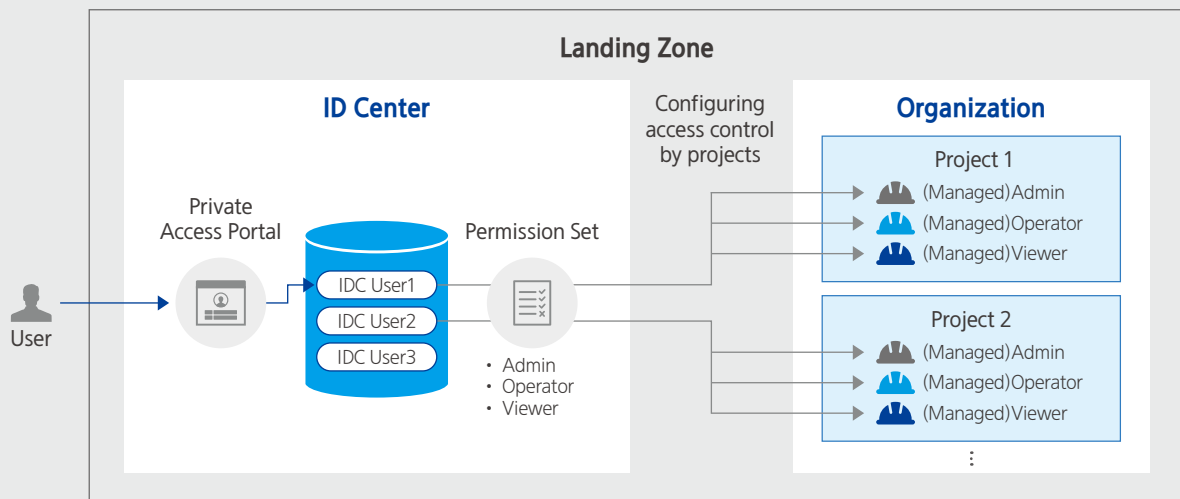 Landing Zone
ID Center
Configuring
access control
by projects
Organization
Private
Access Portal
Permission Set
User
IDC User1
IDC User2
IDC User3
• Admin
• Operator
• Viewer
Project 1
(Managed)Admin
(Managed)Operator
(Managed)Viewer
Project 2
(Managed)Admin
(Managed)Operator
(Managed)Viewer
⋮